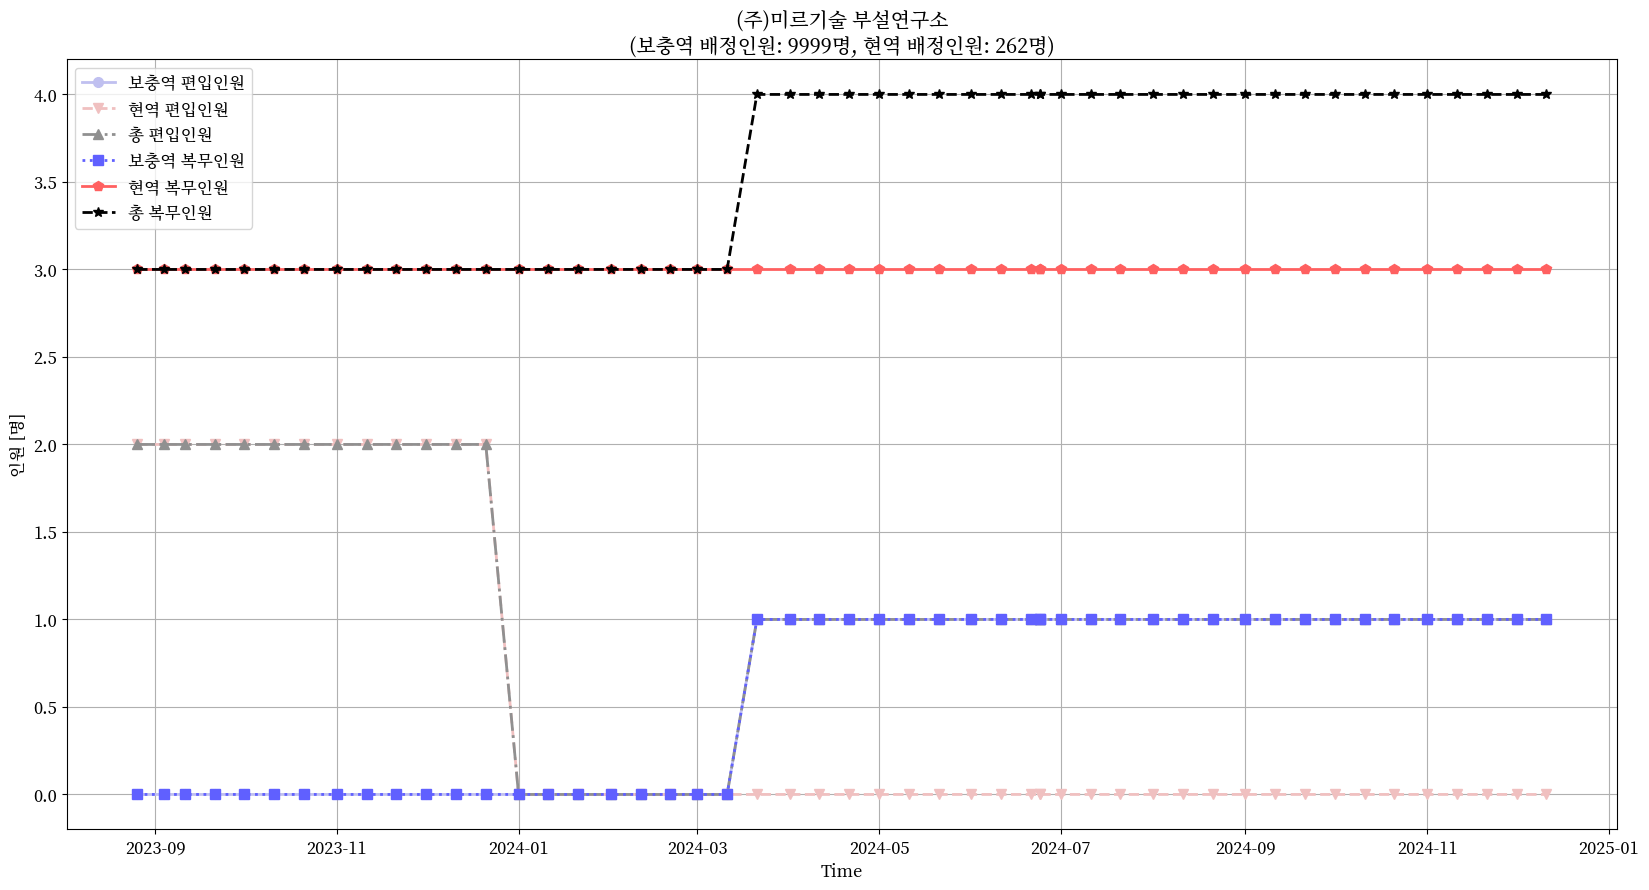 (주)미르기술 부설연구소
(보충역 배정인원: 9999명, 현역 배정인원: 262명)
보충역 편입인원
현역 편입인원
총 편입인원
보충역 복무인원
현역 복무인원
총 복무인원
4.0
3.5
3.0
2.5
2.0
1.5
1.0
0.5
0.0
인원 [명]
2023-09 2023-11 2024-01 2024-03 2024-05 2024-07 2024-09 2024-11 2025-01
Time